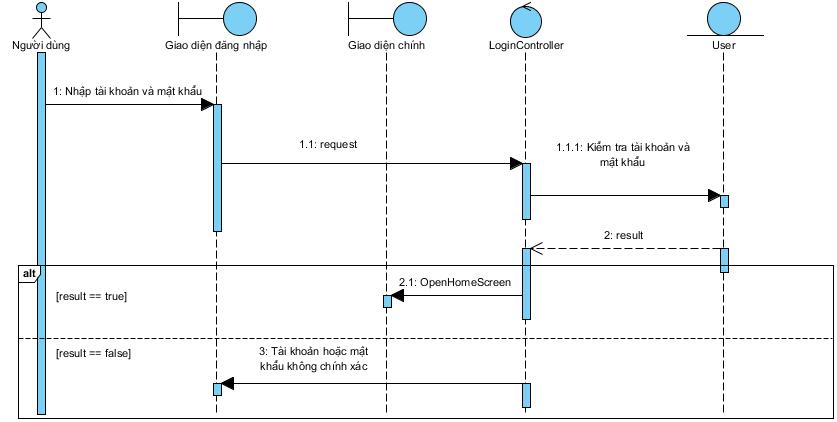 Người dùng
Giao diện đăng nhập
Giao diện chính
LoginController
User
1: Nhập tài khoản và mật khẩu
1.1: request
1.1.1: Kiểm tra tài khoản và
mật khẩu
2: result
alt
2.1: OpenHomeScreen
[result == true]
[result == false]
3: Tài khoản hoặc mật
khẩu không chính xác